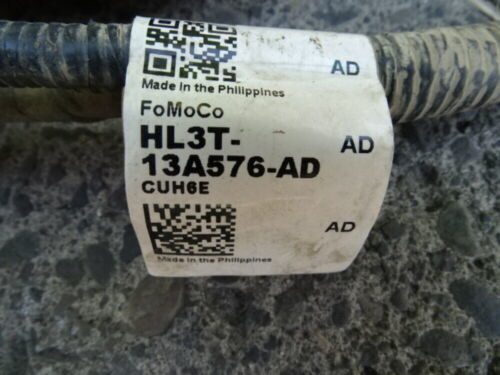 AD
Made in the Philippines
FoMoCo
HL3T- AD
13A576-AD
CUH6E
AD
Made in the Philippines